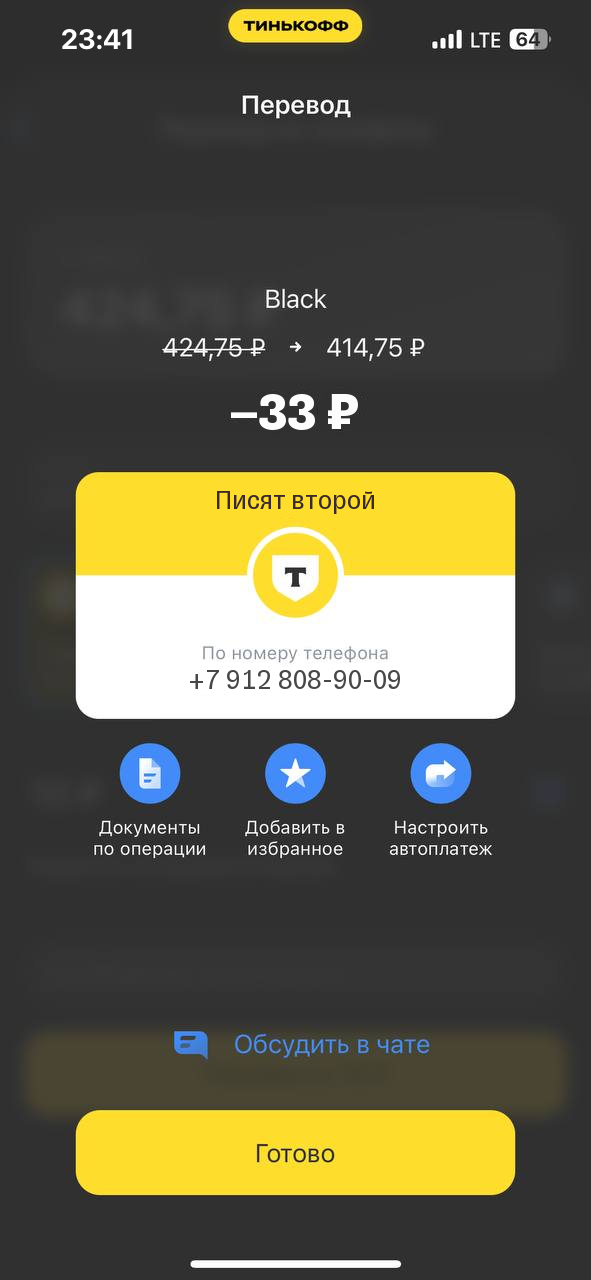 23:41
ТИНЬКОФФ
LTE
64
Перевод
Black
424,75 ₽ → 414,75 ₽
–33 ₽
Писят второй
Т
По номеру телефона
+7 912 808-90-09
Документы
по операции
Добавить в
избранное
Настроить
автоплатеж
Обсудить в чате
Готово